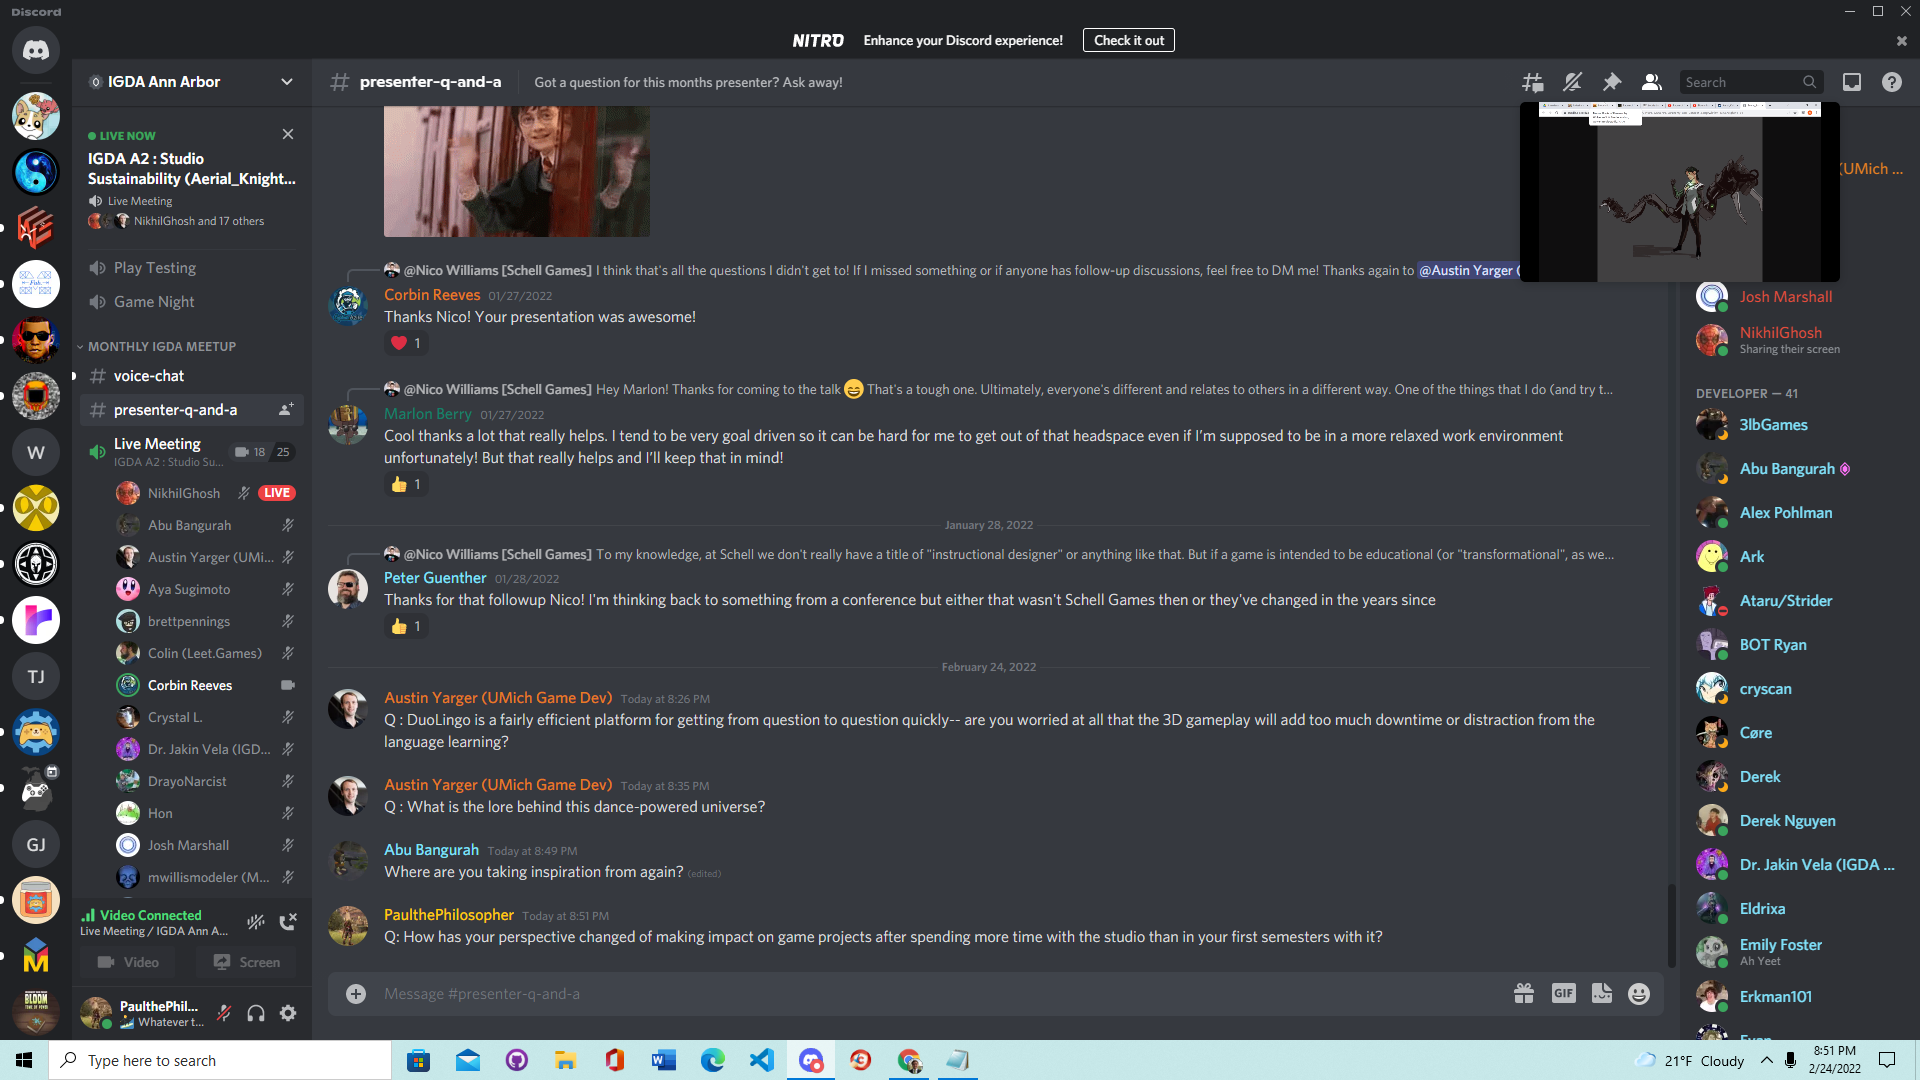 Discord
NITRO Enhance your Discord experience! Check it out
IGDA Ann Arbor
presenter-q-and-a Got a question for this months presenter? Ask away!
Search
LIVE NOW
IGDA A2 : Studio
Sustainability (Aerial_Knight...
Live Meeting
NikhilGhosh and 17 others
Play Testing
Game Night
MONTHLY IGDA MEETUP
voice-chat
presenter-q-and-a
Live Meeting
IGDA A2 : Studio Su... 18 25
NikhilGhosh LIVE
Abu Bangurah
Austin Yarger (UMi...
Aya Sugimoto
brettpennings
Colin (Leet.Games)
Corbin Reeves
Crystal L.
Dr. Jakin Vela (IGD...
DrayoNarcist
Hon
Josh Marshall
mwillismodeler (M...
Video Connected
Live Meeting / IGDA Ann A...
Video Screen
PaulthePhil...
Whatever t...
W
TJ
GJ
BLOOM
@Nico Williams [Schell Games] I think that's all the questions I didn't get to! If I missed something or if anyone has follow-up discussions, feel free to DM me! Thanks again to @Austin Yarger (
Corbin Reeves 01/27/2022
Thanks Nico! Your presentation was awesome!
1
@Nico Williams [Schell Games] Hey Marlon! Thanks for coming to the talk That's a tough one. Ultimately, everyone's different and relates to others in a different way. One of the things that I do (and try t...
Marlon Berry 01/27/2022
Cool thanks a lot that really helps. I tend to be very goal driven so it can be hard for me to get out of that headspace even if I'm supposed to be in a more relaxed work environment
unfortunately! But that really helps and I'll keep that in mind!
1
January 28, 2022
@Nico Williams [Schell Games] To my knowledge, at Schell we don't really have a title of "instructional designer" or anything like that. But if a game is intended to be educational (or "transformational", as we...
Peter Guenther 01/28/2022
Thanks for that followup Nico! I'm thinking back to something from a conference but either that wasn't Schell Games then or they've changed in the years since
1
February 24, 2022
Austin Yarger (UMich Game Dev) Today at 8:26 PM
Q : DuoLingo is a fairly efficient platform for getting from question to question quickly-- are you worried at all that the 3D gameplay will add too much downtime or distraction from the
language learning?
Austin Yarger (UMich Game Dev) Today at 8:35 PM
Q : What is the lore behind this dance-powered universe?
Abu Bangurah Today at 8:49 PM
Where are you taking inspiration from again? (edited)
PaulthePhilosopher Today at 8:51 PM
Q: How has your perspective changed of making impact on game projects after spending more time with the studio than in your first semesters with it?
Message #presenter-q-and-a
GIF
(UMich ...
Josh Marshall
NikhilGhosh
Sharing their screen
DEVELOPER — 41
3lbGames
Abu Bangurah
Alex Pohlman
Ark
Ataru/Strider
BOT Ryan
cryscan
Cøre
Derek
Derek Nguyen
Dr. Jakin Vela (IGDA ...
Eldrixa
Emily Foster
Ah Yeet
Erkman101
Type here to search
21°F Cloudy
8:51 PM
2/24/2022